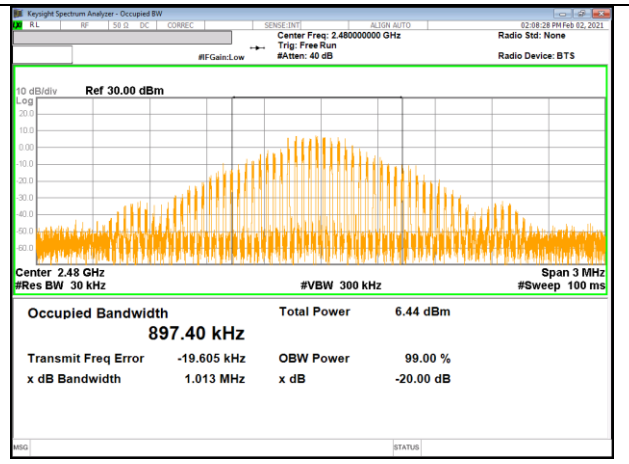 Keysight Spectrum Analyzer - Occupied BW
RL RF 50 Ω DC CORREC SENSE:INT ALIGN AUTO 02:08:28 PM Feb 02, 2021
Center Freq: 2.480000000 GHz Radio Std: None
Trig: Free Run
#IFGain:Low #Atten: 40 dB Radio Device: BTS
10 dB/div Ref 30.00 dBm
Log
20.0
10.0
0.00
-10.0
-20.0
-30.0
-40.0
-50.0
-60.0
Center 2.48 GHz Span 3 MHz
#Res BW 30 kHz #VBW 300 kHz #Sweep 100 ms
Occupied Bandwidth Total Power 6.44 dBm
897.40 kHz
Transmit Freq Error -19.605 kHz OBW Power 99.00 %
x dB Bandwidth 1.013 MHz x dB -20.00 dB
MSG STATUS